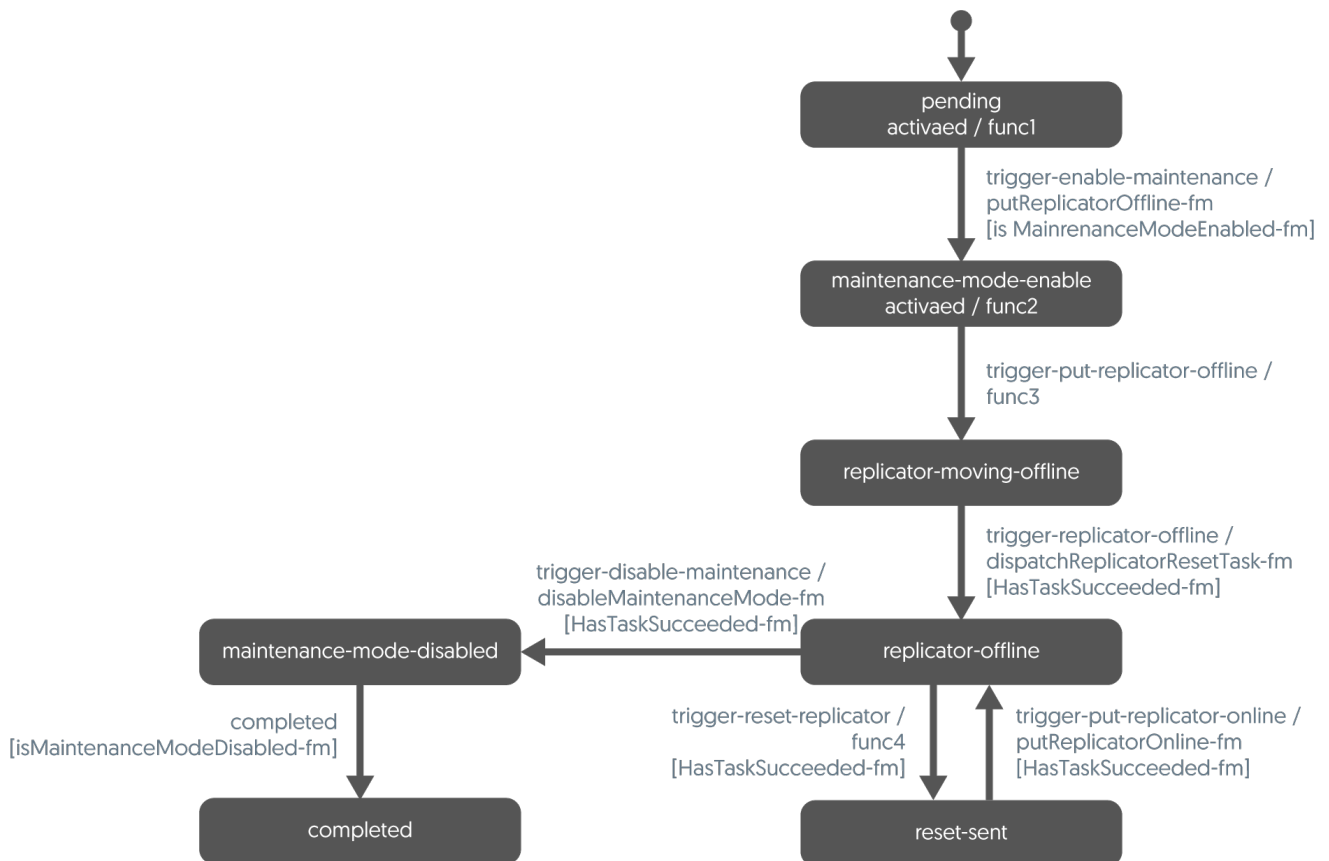 pending
activaed / func1
trigger-enable-maintenance /
putReplicatorOffline-fm
[is MainrenanceModeEnabled-fm]
maintenance-mode-enable
activaed / func2
trigger-put-replicator-offline /
func3
replicator-moving-offline
trigger-replicator-offline /
dispatchReplicatorResetTask-fm
[HasTaskSucceeded-fm]
trigger-disable-maintenance /
disableMaintenanceMode-fm
[HasTaskSucceeded-fm]
maintenance-mode-disabled
replicator-offline
completed
[isMaintenanceModeDisabled-fm]
trigger-reset-replicator /
func4
[HasTaskSucceeded-fm]
trigger-put-replicator-online /
putReplicatorOnline-fm
[HasTaskSucceeded-fm]
completed
reset-sent